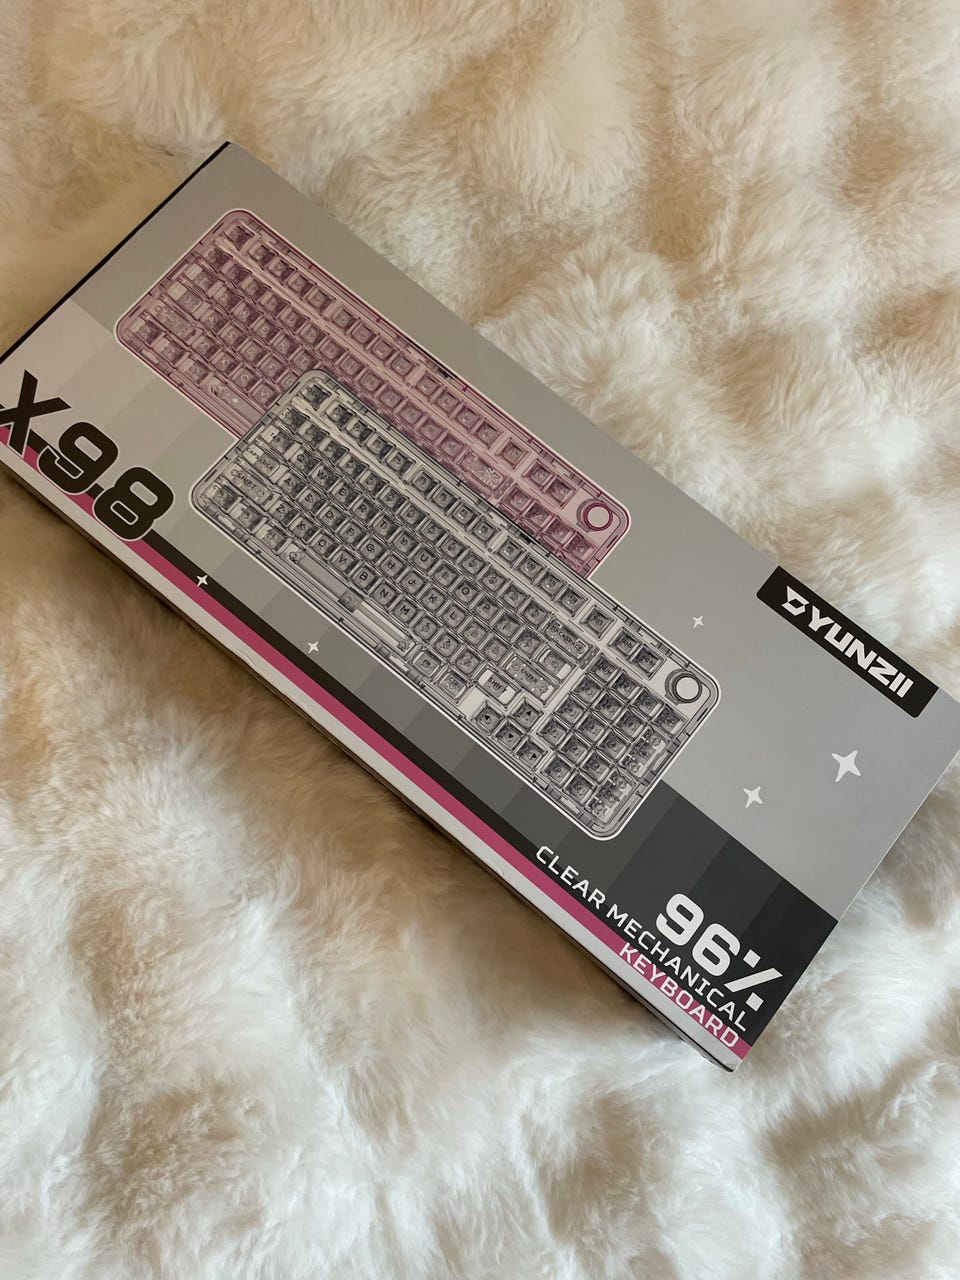 X98
YUNZII
96%
CLEAR MECHANICAL
KEYBOARD